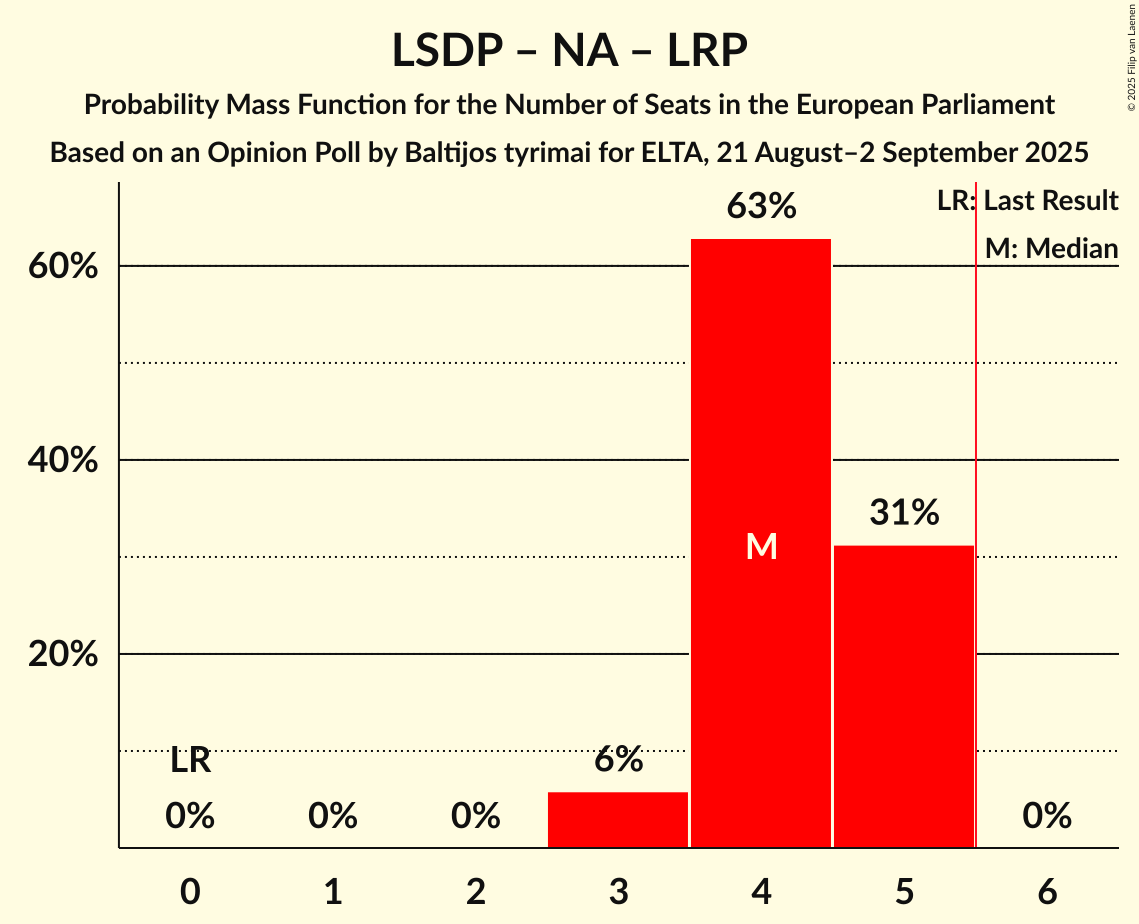 LSDP – NA – LRP
Probability Mass Function for the Number of Seats in the European Parliament
Based on an Opinion Poll by Baltijos tyrimai for ELTA, 21 August–2 September 2025
© 2025 Filip van Laenen
LR: Last Result
M: Median
63%
60%
40%
31%
M
20%
LR
6%
0%
0%
0%
0%
0
1
2
3
4
5
6